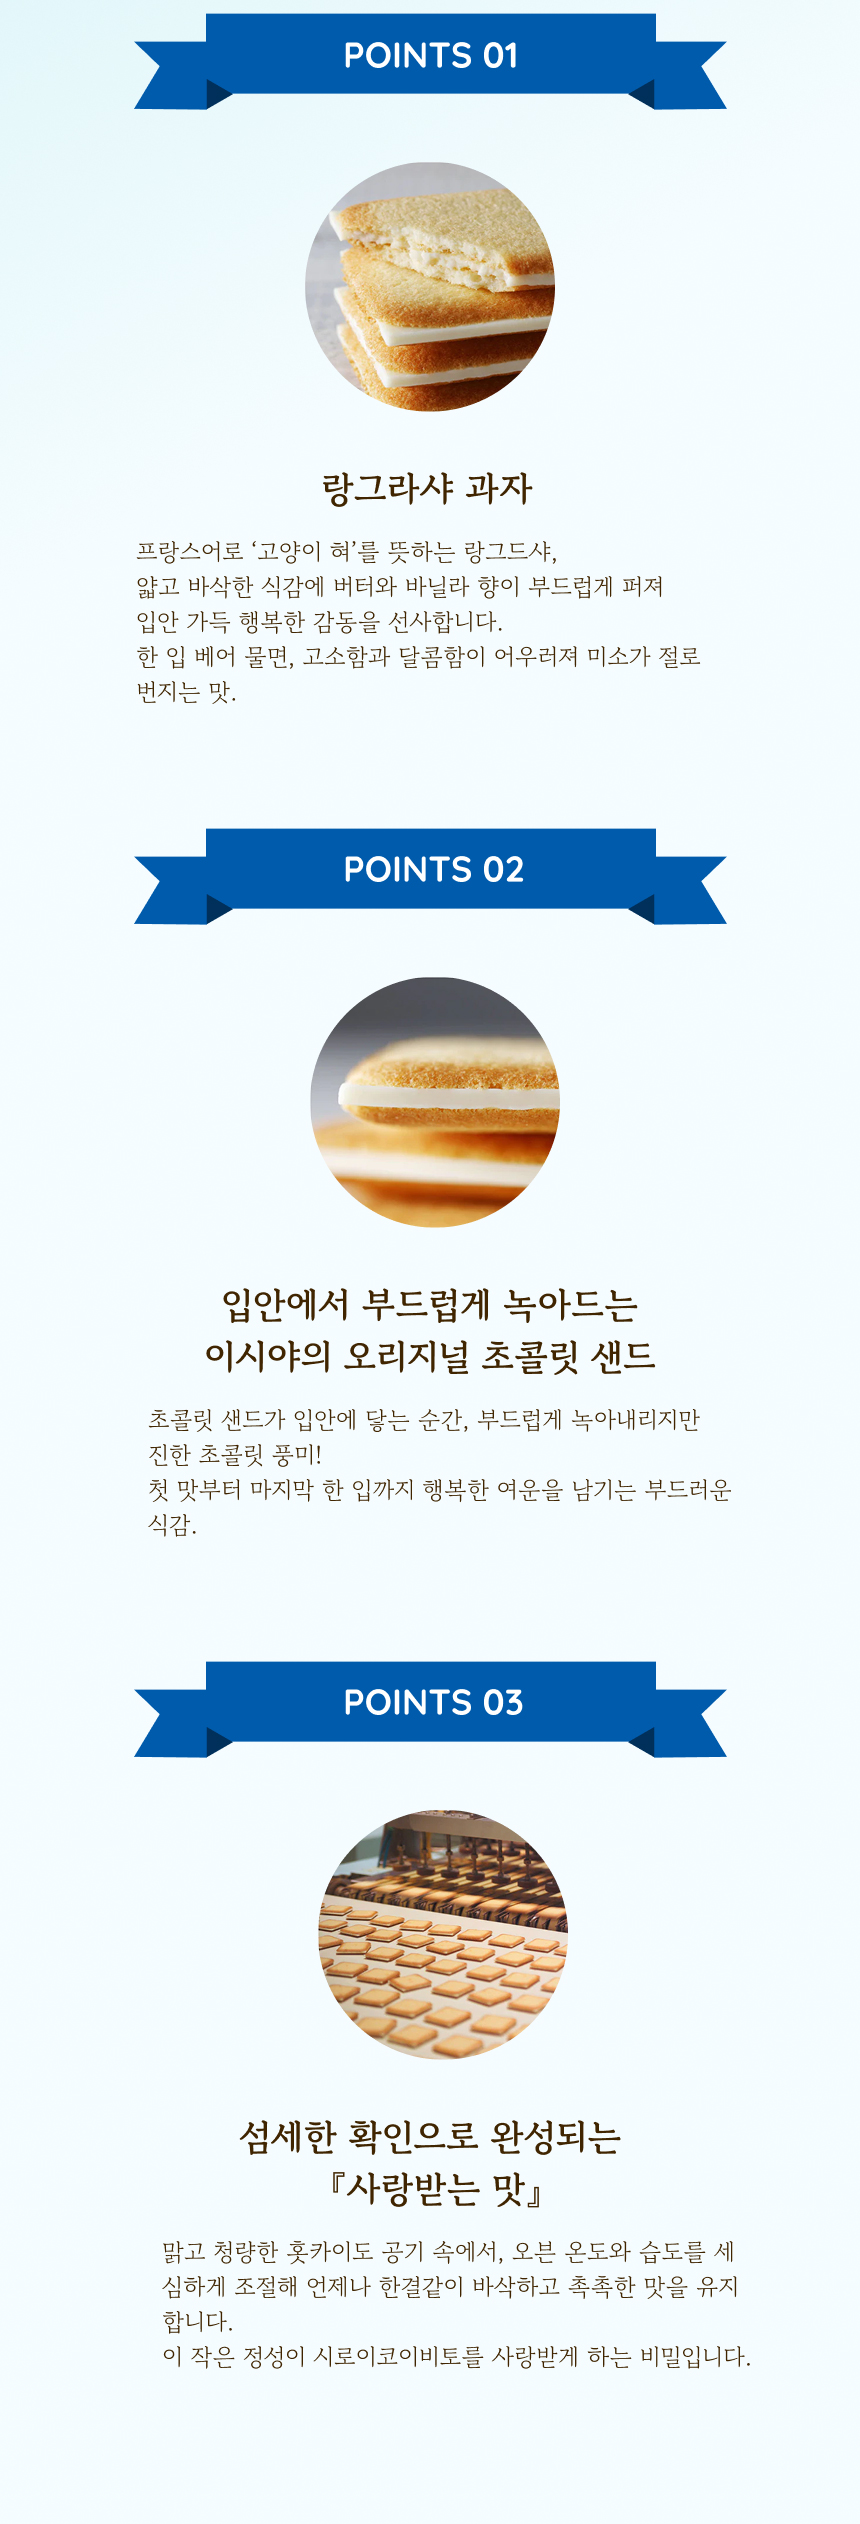 POINTS 01
랑그라샤 과자
프랑스어로 ‘고양이 혀’를 뜻하는 랑그드샤,
얇고 바삭한 식감에 버터와 바닐라 향이 부드럽게 퍼져
입안 가득 행복한 감동을 선사합니다.
한 입 베어 물면, 고소함과 달콤함이 어우러져 미소가 절로
번지는 맛.
POINTS 02
입안에서 부드럽게 녹아드는
이시야의 오리지널 초콜릿 샌드
초콜릿 샌드가 입안에 닿는 순간, 부드럽게 녹아내리지만
진한 초콜릿 풍미!
첫 맛부터 마지막 한 입까지 행복한 여운을 남기는 부드러운
식감.
POINTS 03
섬세한 확인으로 완성되는
『사랑받는 맛』
맑고 청량한 홋카이도 공기 속에서, 오븐 온도와 습도를 세
심하게 조절해 언제나 한결같이 바삭하고 촉촉한 맛을 유지
합니다.
이 작은 정성이 시로이코이비토를 사랑받게 하는 비밀입니다.